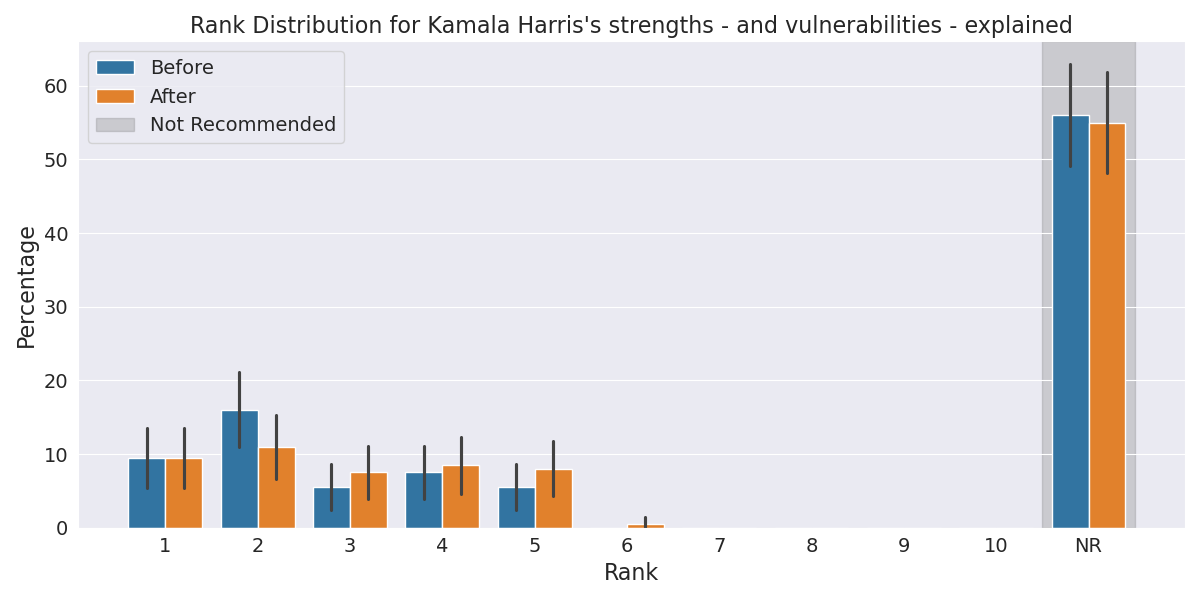 Rank Distribution for Kamala Harris's strengths - and vulnerabilities - explained
Before
After
Not Recommended
Percentage
60
50
40
30
20
10
0
1 2 3 4 5 6 7 8 9 10 NR
Rank